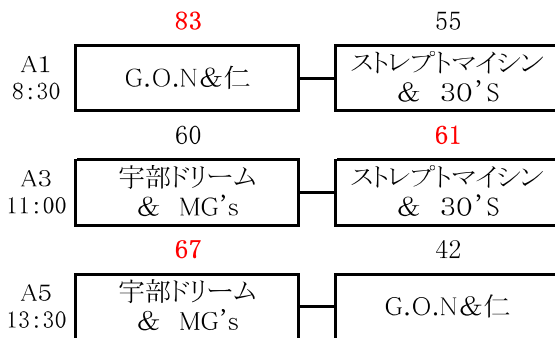 83 55
A1
8:30
G.O.N&仁
ストレプトマイシン
& 30'S
60 61
A3
11:00
宇部ドリーム
& MG's
ストレプトマイシン
& 30'S
67 42
A5
13:30
宇部ドリーム
& MG's
G.O.N&仁